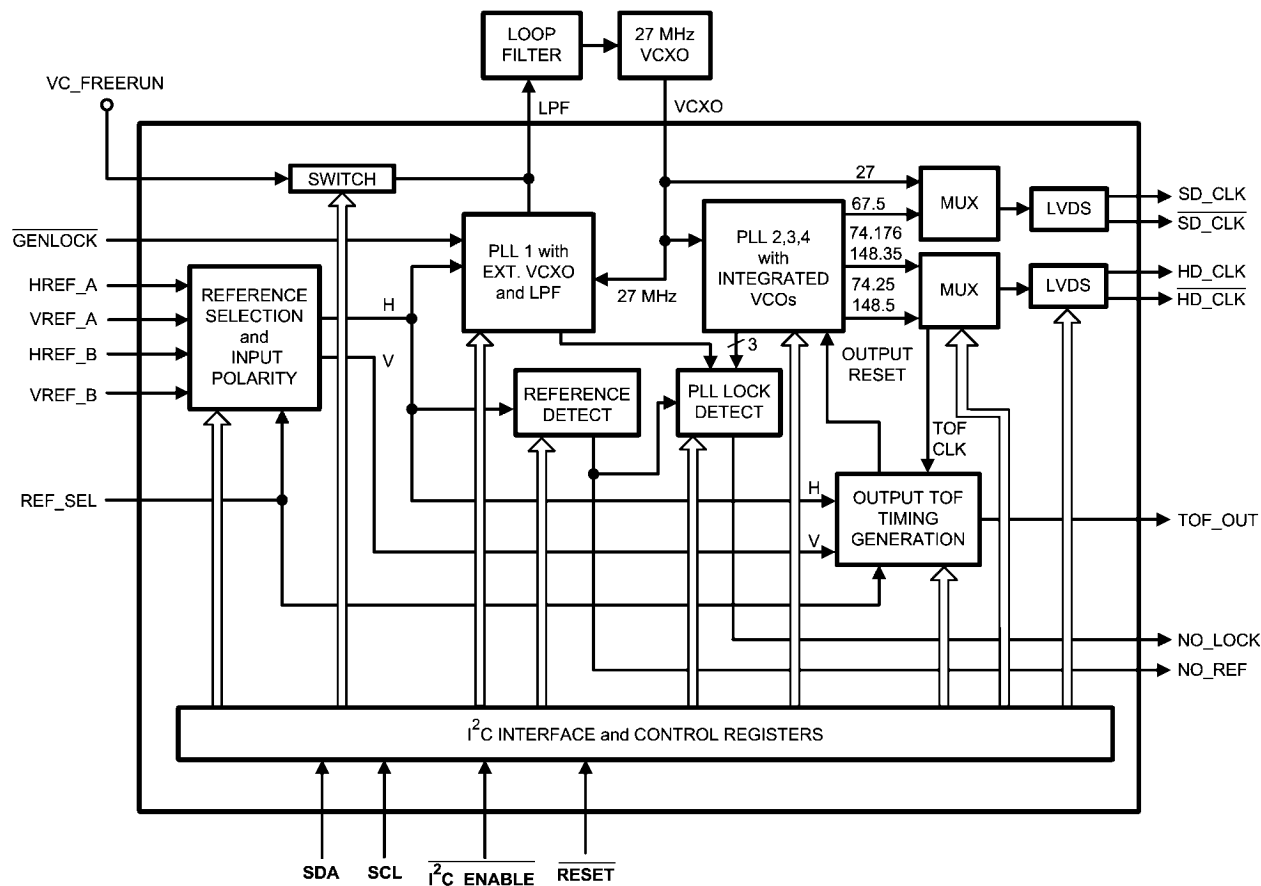 LOOP
FILTER
27 MHz
VCXO
VC_FREERUN
LPF
VCXO
SWITCH
27
67.5
74.176
148.35
74.25
148.5
MUX
LVDS
SD_CLK
SD_CLK
GENLOCK
PLL 1 with
EXT. VCXO
and LPF
PLL 2,3,4
with
INTEGRATED
VCOs
MUX
LVDS
HD_CLK
HD_CLK
HREF_A
VREF_A
HREF_B
VREF_B
REFERENCE
SELECTION
and
INPUT
POLARITY
H
V
27 MHz
3
OUTPUT
RESET
REFERENCE
DETECT
PLL LOCK
DETECT
TOF
CLK
REF_SEL
H
V
OUTPUT TOF
TIMING
GENERATION
TOF_OUT
NO_LOCK
NO_REF
I²C INTERFACE and CONTROL REGISTERS
SDA
SCL
I²C ENABLE
RESET